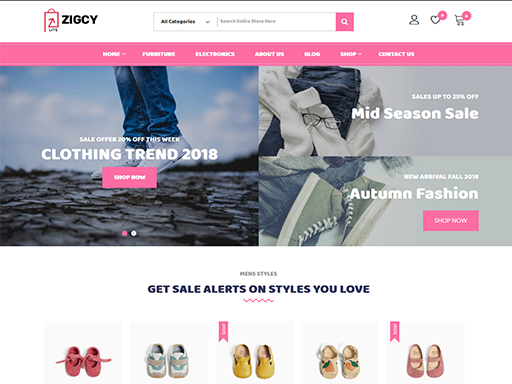 ZIGCY
LITE
All Categories
Search Entire Store Here
0
0
HOME
FURNITURE
ELECTRONICS
ABOUT US
BLOG
SHOP
CONTACT US
SALE OFFER 20% OFF THIS WEEK
CLOTHING TREND 2018
SHOP NOW
SALES UP TO 25% OFF
Mid Season Sale
NEW ARRIVAL FALL 2018
Autumn Fashion
SHOP NOW
MENS STYLES
GET SALE ALERTS ON STYLES YOU LOVE